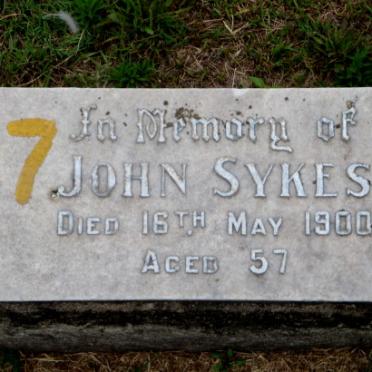 7
In Memory of
JOHN SYKES
DIED 16TH MAY 1900
AGED 57